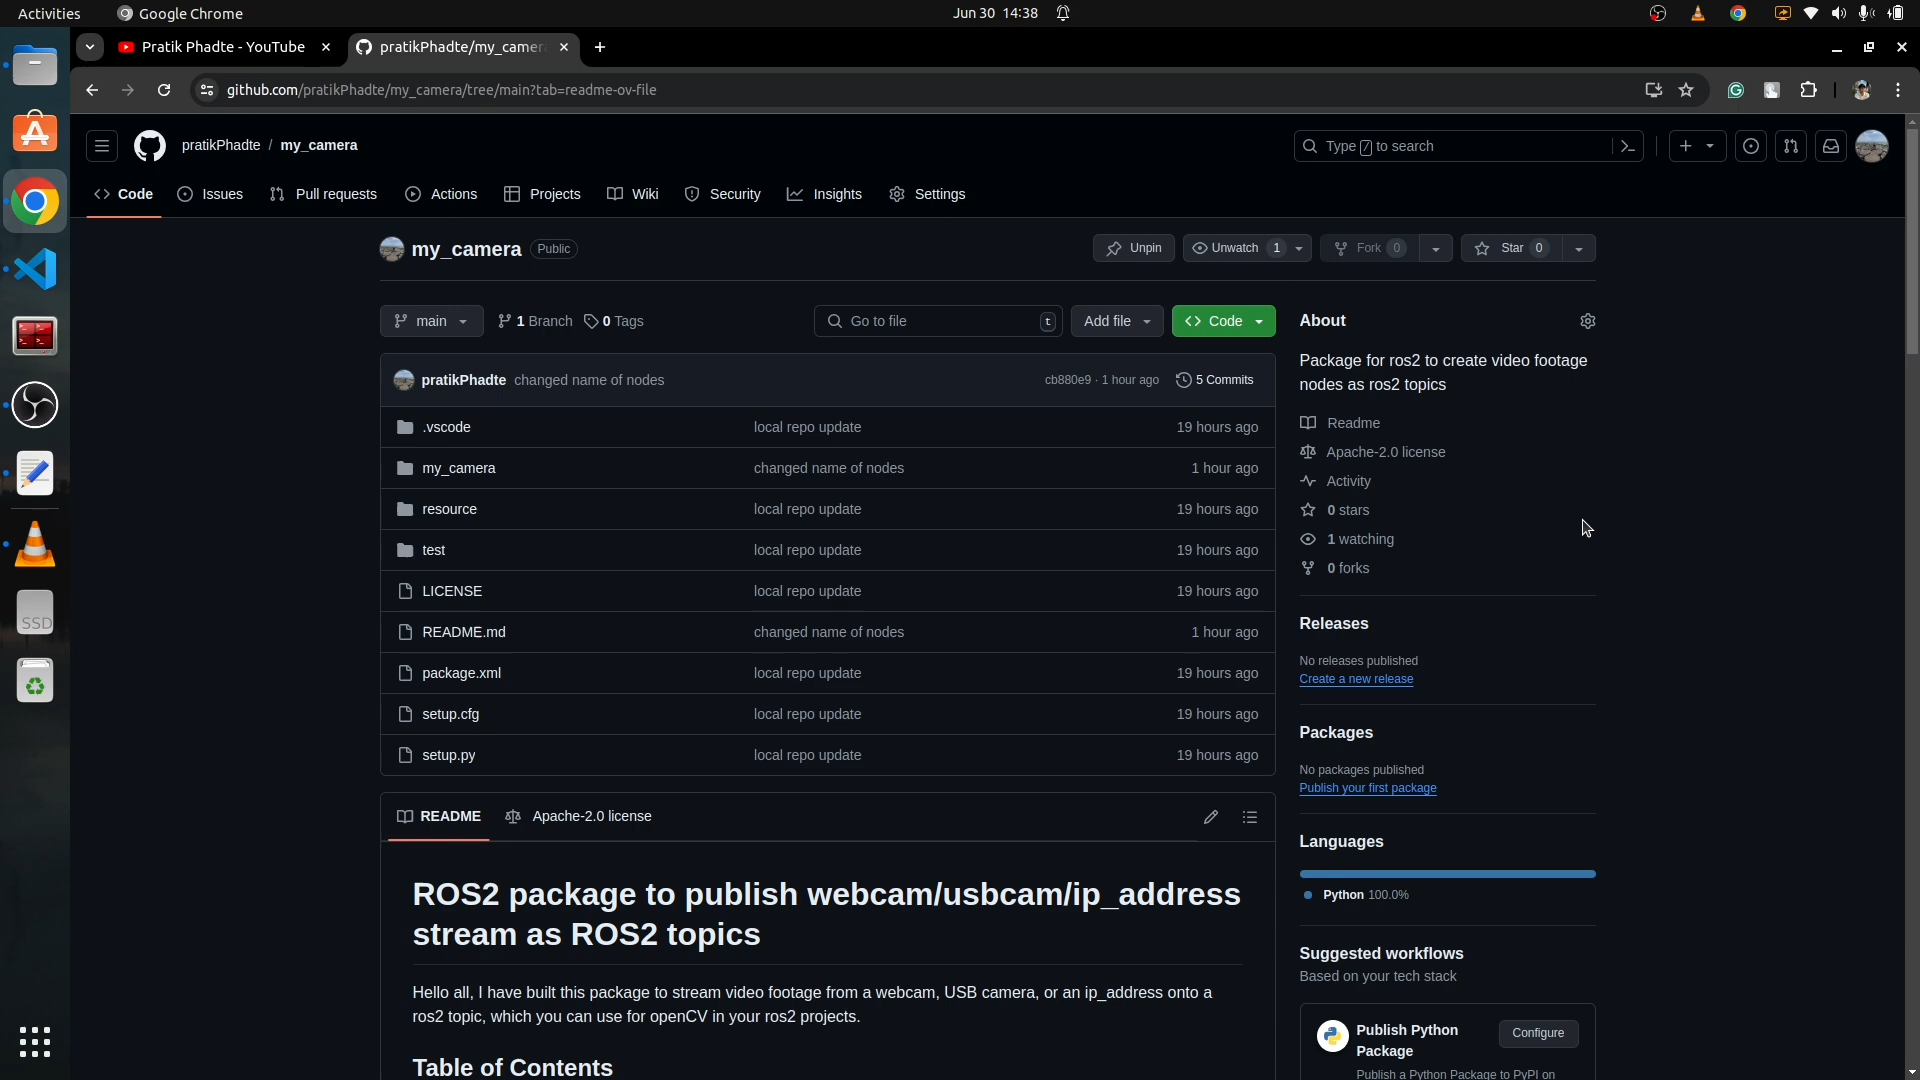 Activities Google Chrome Jun 30 14:38
Pratik Phadte - YouTube pratikPhadte/my_camera
github.com/pratikPhadte/my_camera/tree/main?tab=readme-ov-file
pratikPhadte / my_camera Type / to search
Code Issues Pull requests Actions Projects Wiki Security Insights Settings
my_camera Public Unpin Unwatch 1 Fork 0 Star 0
main 1 Branch 0 Tags Go to file t Add file Code
pratikPhadte changed name of nodes cb880e9 · 1 hour ago 5 Commits
.vscode local repo update 19 hours ago
my_camera changed name of nodes 1 hour ago
resource local repo update 19 hours ago
test local repo update 19 hours ago
LICENSE local repo update 19 hours ago
README.md changed name of nodes 1 hour ago
package.xml local repo update 19 hours ago
setup.cfg local repo update 19 hours ago
setup.py local repo update 19 hours ago
README Apache-2.0 license
ROS2 package to publish webcam/usbcam/ip_address
stream as ROS2 topics
Hello all, I have built this package to stream video footage from a webcam, USB camera, or an ip_address onto a
ros2 topic, which you can use for openCV in your ros2 projects.
Table of Contents
About
Package for ros2 to create video footage
nodes as ros2 topics
Readme
Apache-2.0 license
Activity
0 stars
1 watching
0 forks
Releases
No releases published
Create a new release
Packages
No packages published
Publish your first package
Languages
Python 100.0%
Suggested workflows
Based on your tech stack
Publish Python
Package
Configure
Publish a Python Package to PyPI on
SSD